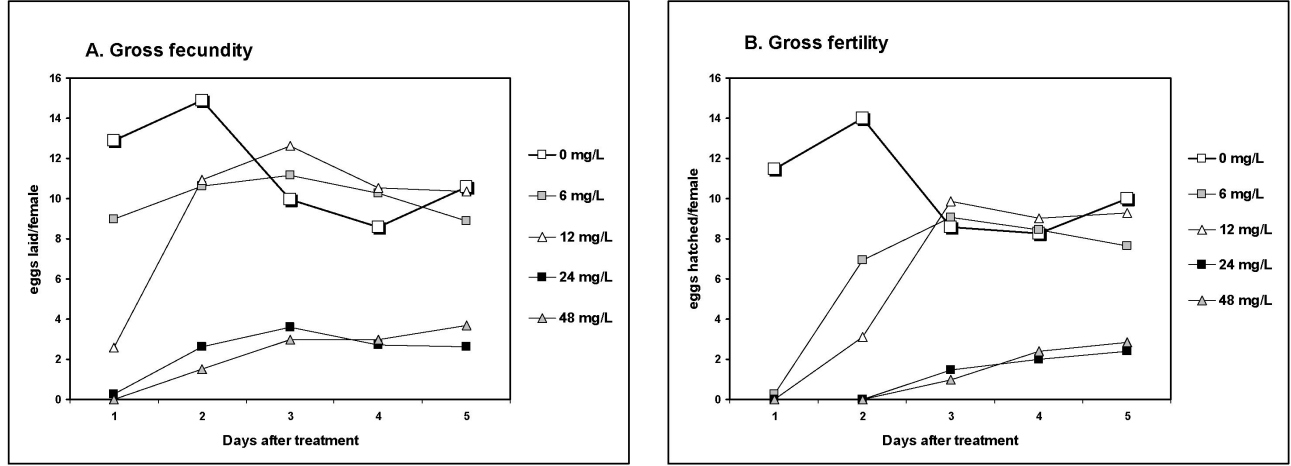 A. Gross fecundity
16
14
12
10
8
6
4
2
0
eggs laid/female
1 2 3 4 5
Days after treatment
0 mg/L
6 mg/L
12 mg/L
24 mg/L
48 mg/L
B. Gross fertility
16
14
12
10
8
6
4
2
0
eggs hatched/female
1 2 3 4 5
Days after treatment
0 mg/L
6 mg/L
12 mg/L
24 mg/L
48 mg/L